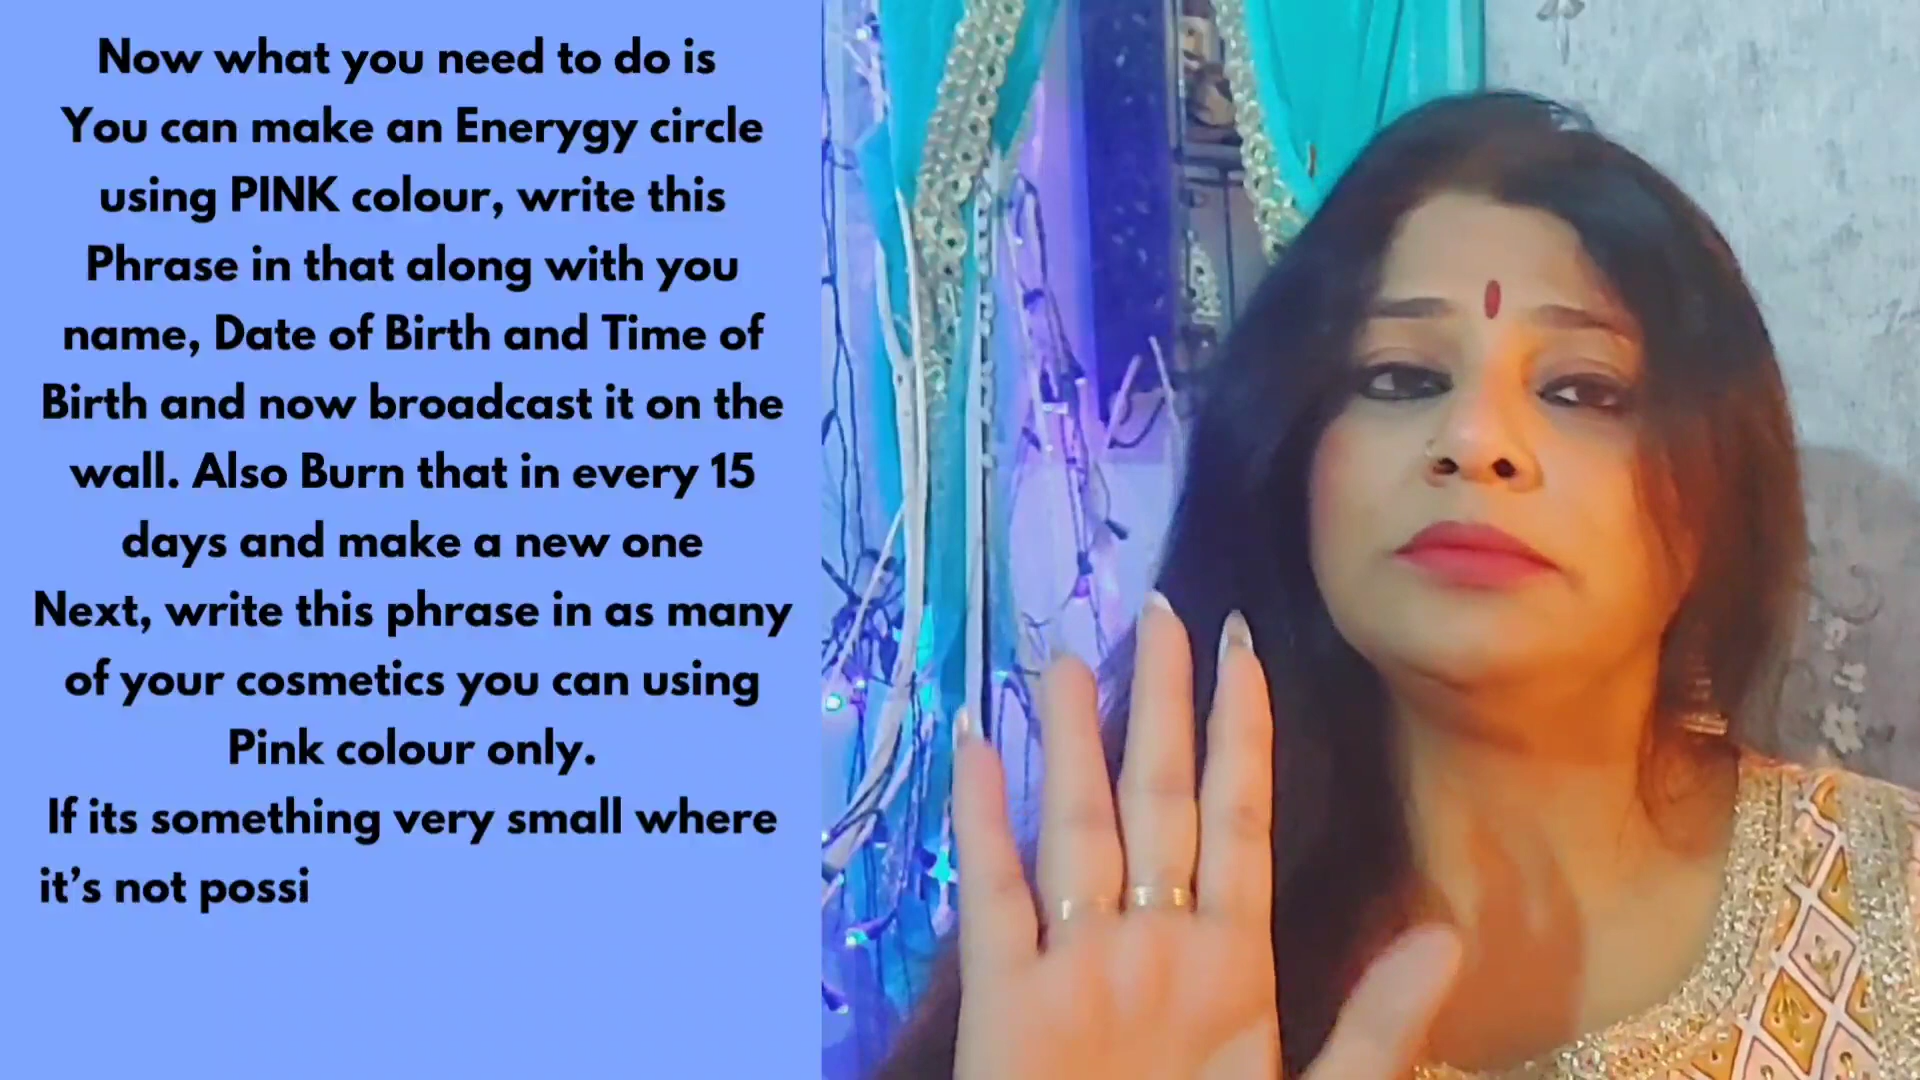 Now what you need to do is
You can make an Enerygy circle
using PINK colour, write this
Phrase in that along with you
name, Date of Birth and Time of
Birth and now broadcast it on the
wall. Also Burn that in every 15
days and make a new one
Next, write this phrase in as many
of your cosmetics you can using
Pink colour only.
If its something very small where
it’s not possi